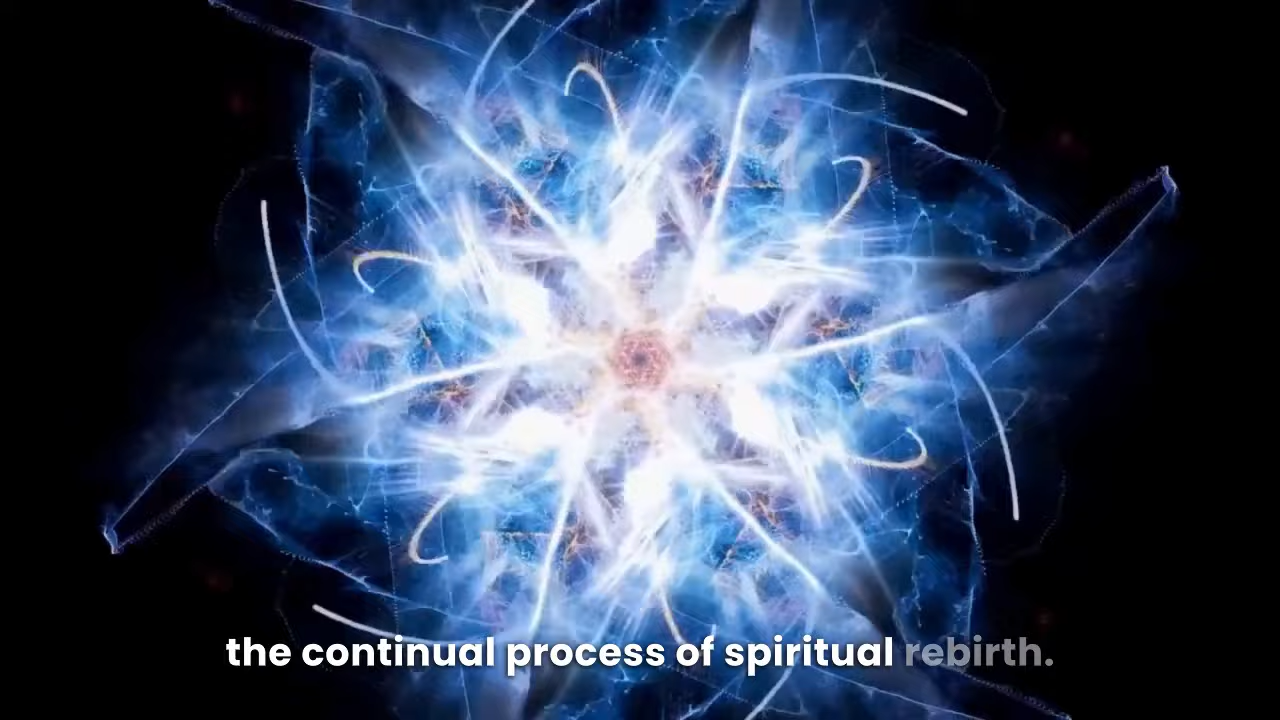 the continual process of spiritual rebirth.